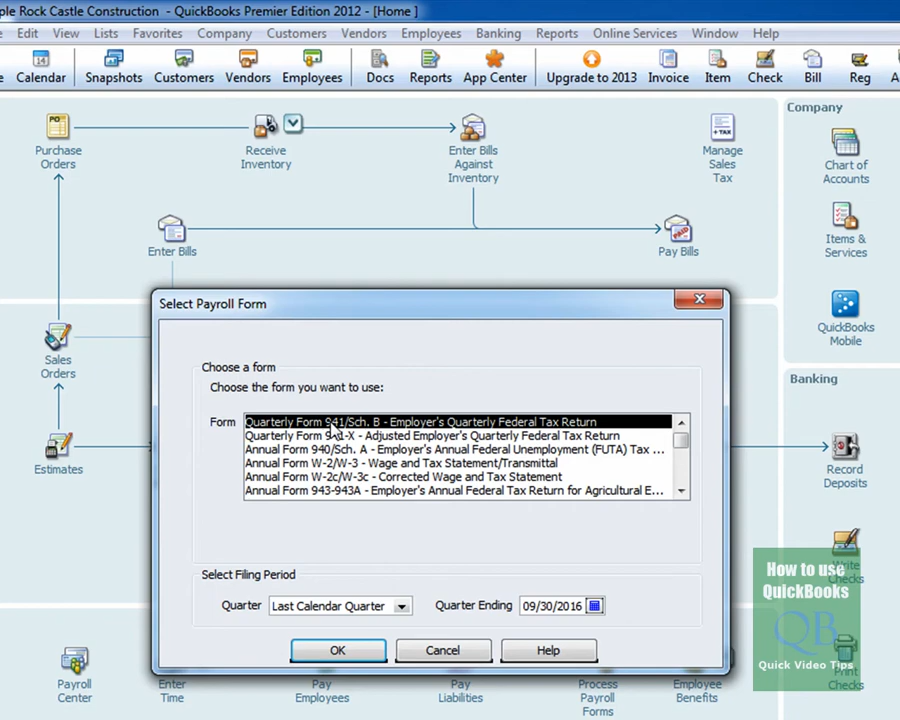 ple Rock Castle Construction - QuickBooks Premier Edition 2012 - [Home ]
Edit View Lists Favorites Company Customers Vendors Employees Banking Reports Online Services Window Help
Calendar Snapshots Customers Vendors Employees Docs Reports App Center Upgrade to 2013 Invoice Item Check Bill Reg
Company
Purchase
Orders
Receive
Inventory
Enter Bills
Against
Inventory
+ TAX
Manage
Sales
Tax
Chart of
Accounts
Enter Bills
PAID
Pay Bills
Items &
Services
QuickBooks
Mobile
Select Payroll Form
Sales
Orders
Choose a form
Choose the form you want to use:
Form
Quarterly Form 941/Sch. B - Employer's Quarterly Federal Tax Return
Quarterly Form 941-X - Adjusted Employer's Quarterly Federal Tax Return
Annual Form 940/Sch. A - Employer's Annual Federal Unemployment (FUTA) Tax ...
Annual Form W-2/W-3 - Wage and Tax Statement/Transmittal
Annual Form W-2c/W-3c - Corrected Wage and Tax Statement
Annual Form 943-943A - Employer's Annual Federal Tax Return for Agricultural E...
Banking
Estimates
Record
Deposits
Write
Checks
Select Filing Period
Quarter Last Calendar Quarter Quarter Ending 09/30/2016
OK Cancel Help
How to use
QuickBooks
QB
Quick Video Tips
Print
Checks
Payroll
Center
Enter
Time
Pay
Employees
Pay
Liabilities
Process
Payroll
Forms
Employee
Benefits